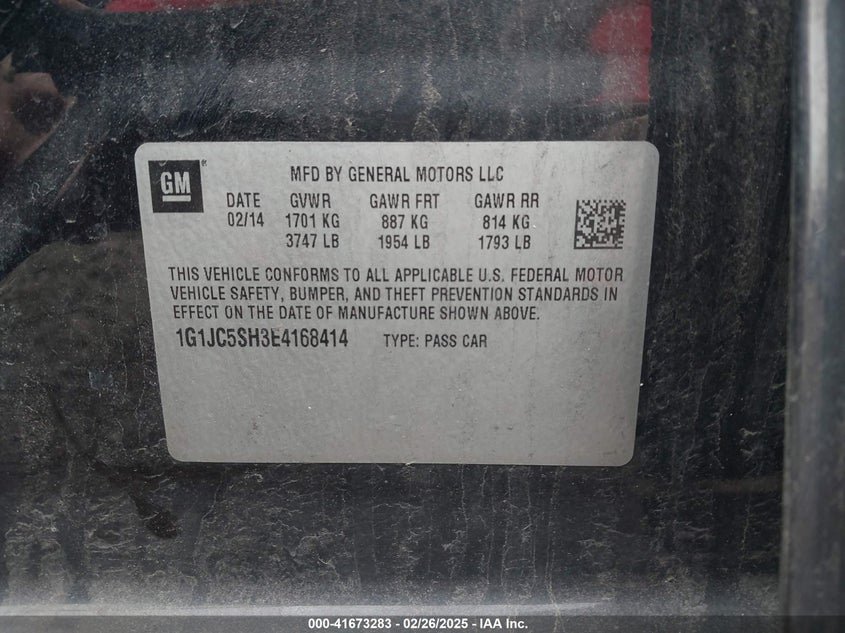 GM®
MFD BY GENERAL MOTORS LLC
DATE GVWR GAWR FRT GAWR RR
02/14 1701 KG 887 KG 814 KG
3747 LB 1954 LB 1793 LB
THIS VEHICLE CONFORMS TO ALL APPLICABLE U.S. FEDERAL MOTOR
VEHICLE SAFETY, BUMPER, AND THEFT PREVENTION STANDARDS IN
EFFECT ON THE DATE OF MANUFACTURE SHOWN ABOVE.
1G1JC5SH3E4168414 TYPE: PASS CAR
000-41673283 - 02/26/2025 - IAA Inc.